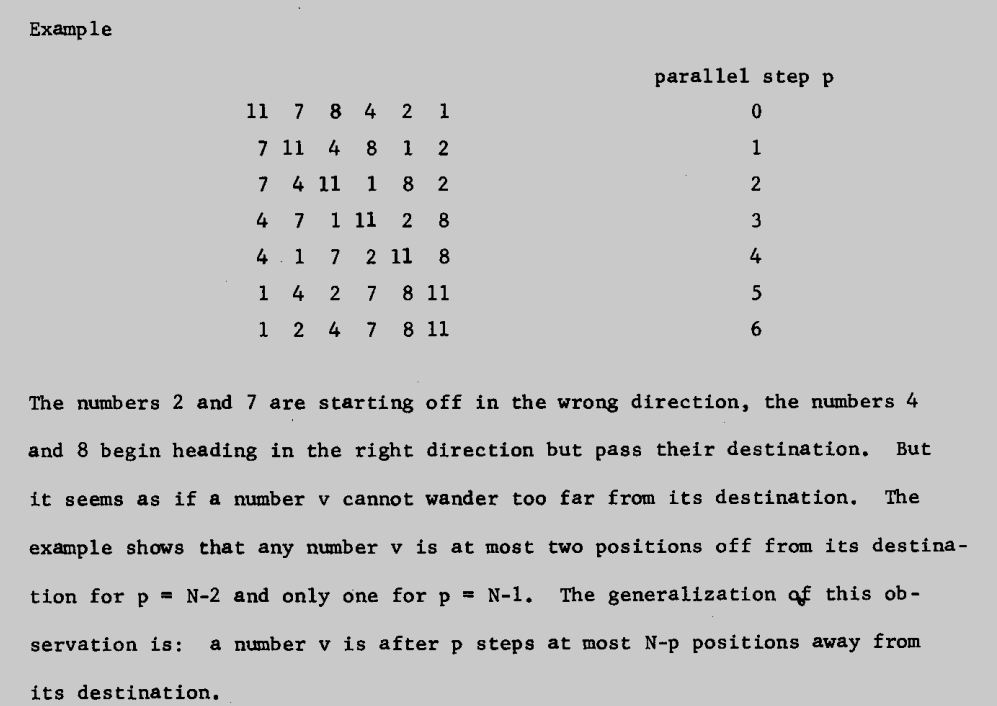 Example
parallel step p
11 7 8 4 2 1 0
7 11 4 8 1 2 1
7 4 11 1 8 2 2
4 7 1 11 2 8 3
4 1 7 2 11 8 4
1 4 2 7 8 11 5
1 2 4 7 8 11 6
The numbers 2 and 7 are starting off in the wrong direction, the numbers 4
and 8 begin heading in the right direction but pass their destination. But
it seems as if a number v cannot wander too far from its destination. The
example shows that any number v is at most two positions off from its destina-
tion for p = N-2 and only one for p = N-1. The generalization of this ob-
servation is: a number v is after p steps at most N-p positions away from
its destination.